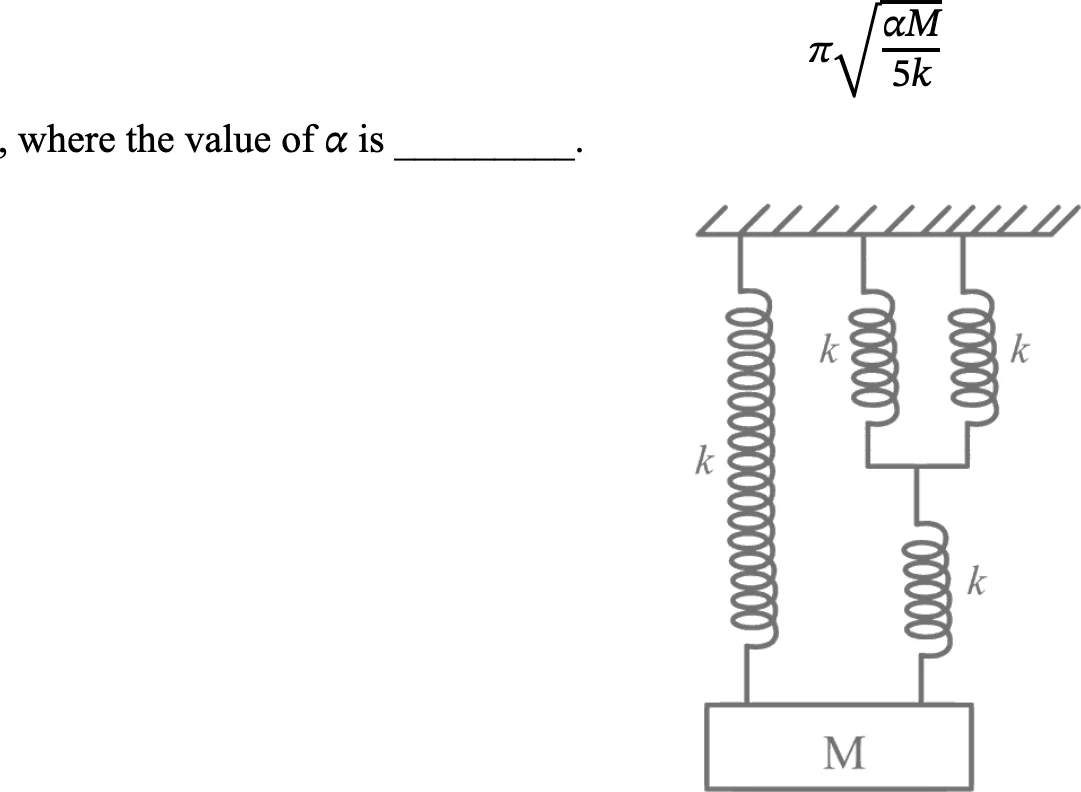 π√(αM/5k)
, where the value of α is _________.
k
k
k
k
M